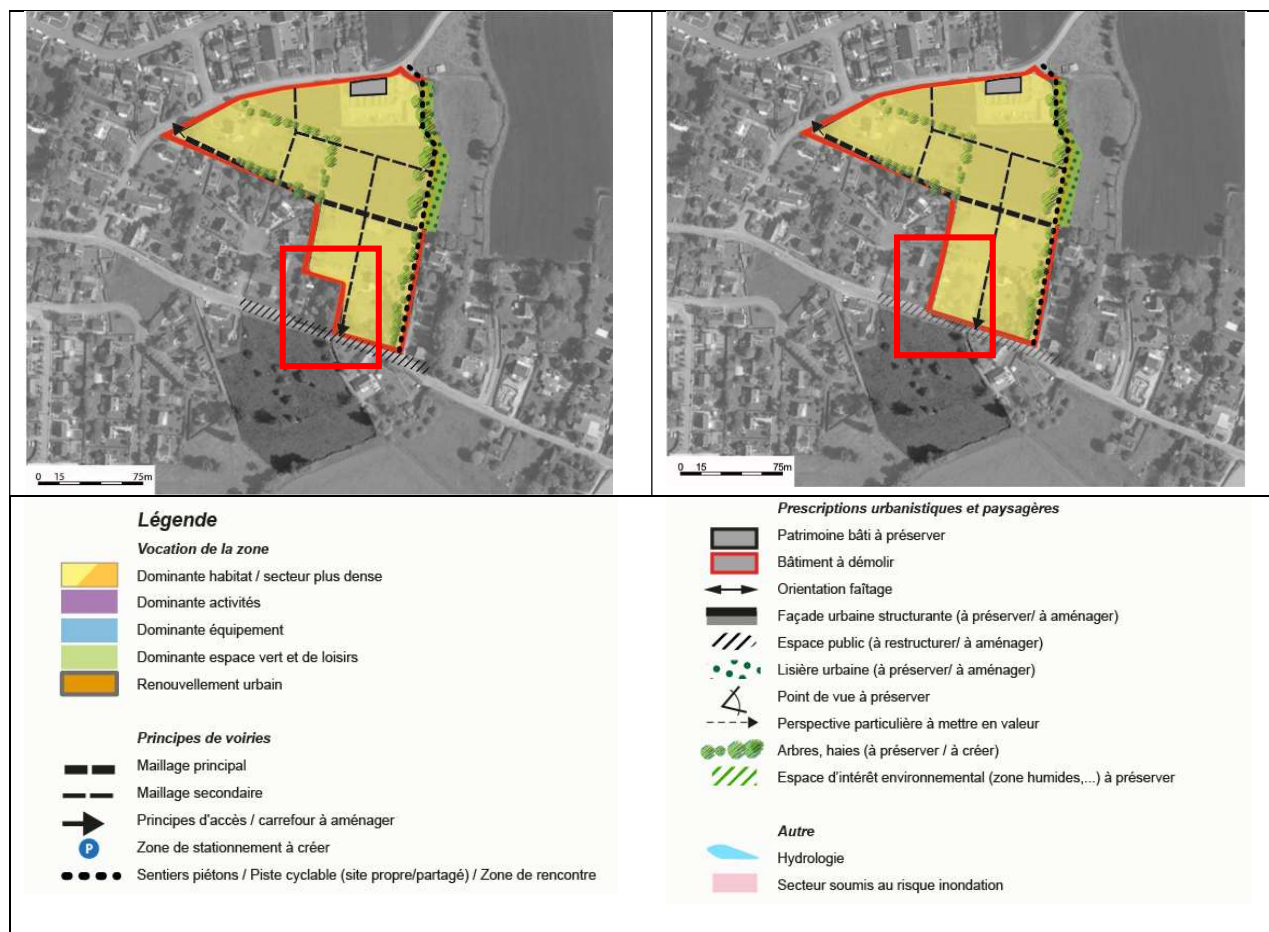 0 15 75m
0 15 75m
Légende
Vocation de la zone
Dominante habitat / secteur plus dense
Dominante activités
Dominante équipement
Dominante espace vert et de loisirs
Renouvellement urbain
Principes de voiries
Maillage principal
Maillage secondaire
Principes d'accès / carrefour à aménager
P
Zone de stationnement à créer
Sentiers piétons / Piste cyclable (site propre/partagé) / Zone de rencontre
Prescriptions urbanistiques et paysagères
Patrimoine bâti à préserver
Bâtiment à démolir
Orientation faîtage
Façade urbaine structurante (à préserver/ à aménager)
Espace public (à restructurer/ à aménager)
Lisière urbaine (à préserver/ à aménager)
Point de vue à préserver
Perspective particulière à mettre en valeur
Arbres, haies (à préserver / à créer)
Espace d'intérêt environnemental (zone humides,...) à préserver
Autre
Hydrologie
Secteur soumis au risque inondation